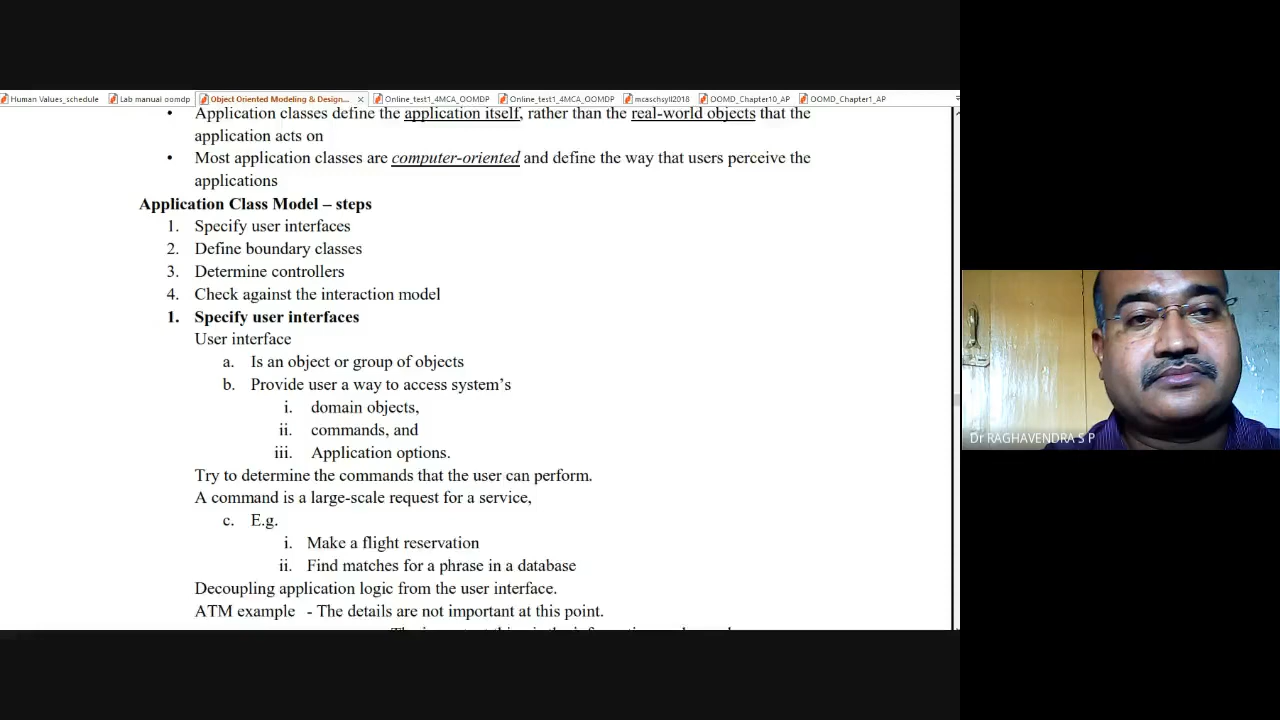 Human Values_schedule
Lab manual oomdp
Object Oriented Modeling & Design...
Online_test1_4MCA_OOMDP
Online_test1_4MCA_OOMDP
mcaschsyll2018
OOMD_Chapter10_AP
OOMD_Chapter1_AP
• Application classes define the application itself, rather than the real-world objects that the
application acts on
• Most application classes are computer-oriented and define the way that users perceive the
applications
Application Class Model – steps
1. Specify user interfaces
2. Define boundary classes
3. Determine controllers
4. Check against the interaction model
1. Specify user interfaces
User interface
a. Is an object or group of objects
b. Provide user a way to access system's
i. domain objects,
ii. commands, and
iii. Application options.
Try to determine the commands that the user can perform.
A command is a large-scale request for a service,
c. E.g.
i. Make a flight reservation
ii. Find matches for a phrase in a database
Decoupling application logic from the user interface.
ATM example - The details are not important at this point.
Dr RAGHAVENDRA S P